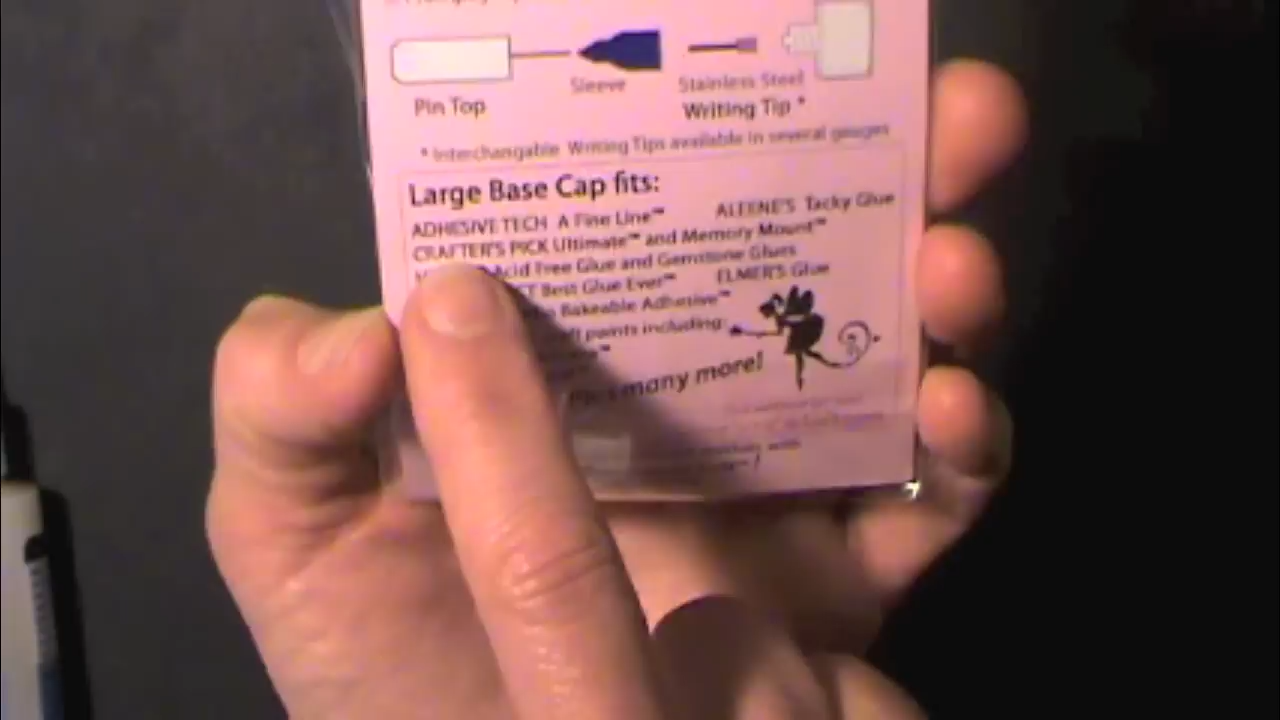 Sleeve
Stainless Steel
Pin Top
Writing Tip *
* Interchangable Writing Tips available in several gauges
Large Base Cap fits:
ADHESIVE TECH A Fine Line™ ALEENE'S Tacky Glue
CRAFTER'S PICK Ultimate™ and Memory Mount™
Acid Free Glue and Gemstone Glues
Best Glue Ever™ ELMER'S Glue
Bakeable Adhesive™
paints including:
many more!
with